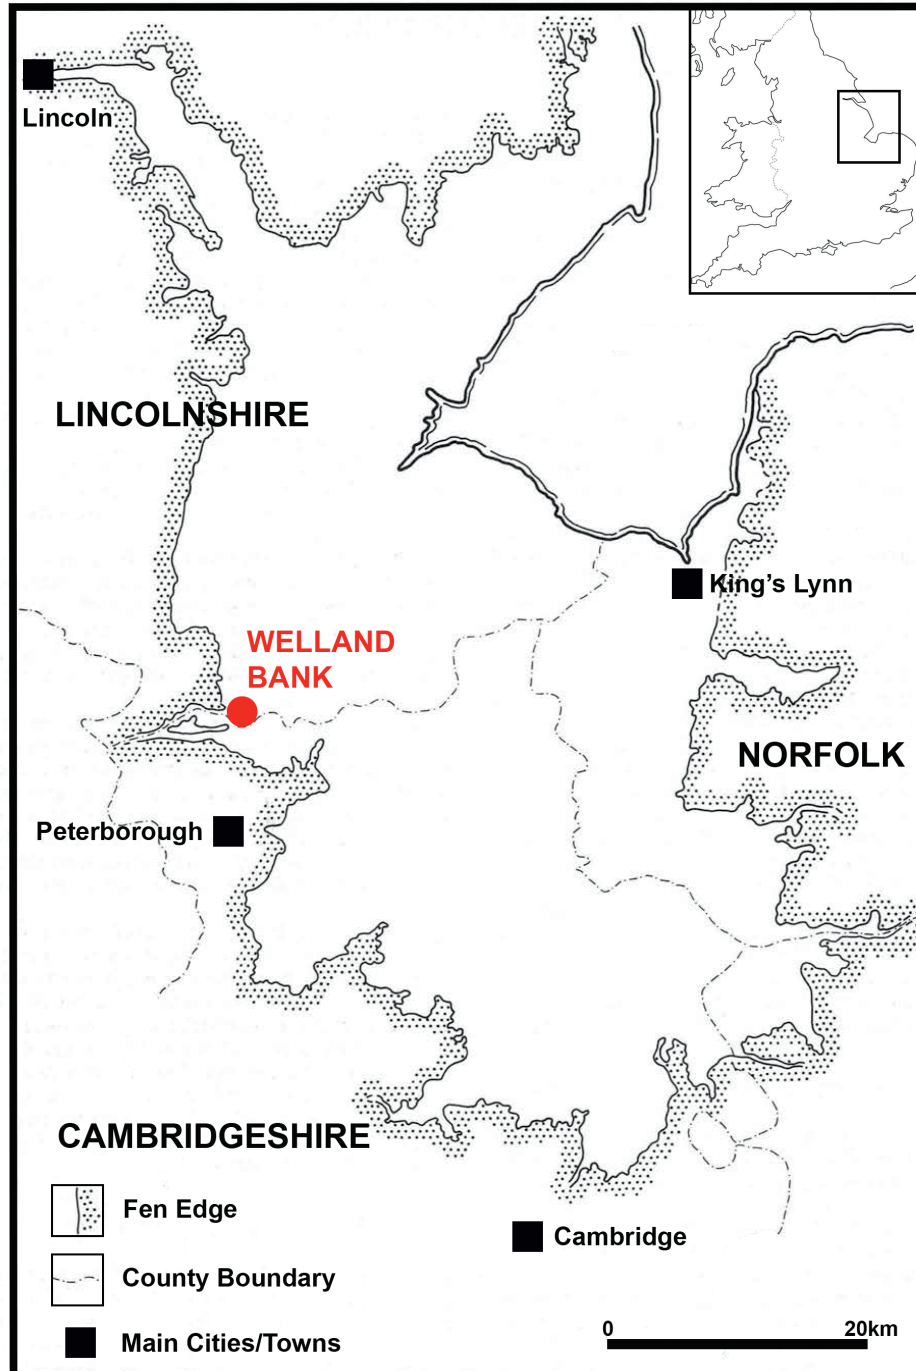 Lincoln
LINCOLNSHIRE
King's Lynn
WELLAND
BANK
NORFOLK
Peterborough
CAMBRIDGESHIRE
Fen Edge
Cambridge
County Boundary
Main Cities/Towns
0 20km